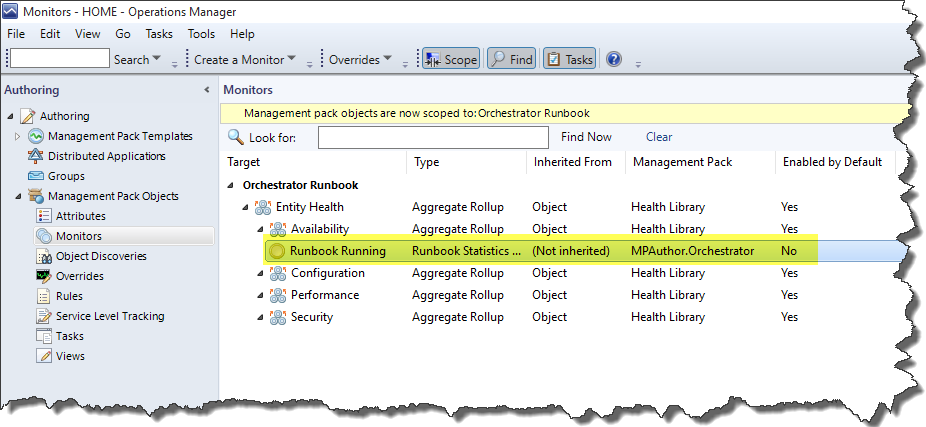 Monitors - HOME - Operations Manager
File Edit View Go Tasks Tools Help
Search Create a Monitor Overrides Scope Find Tasks
Authoring
Authoring
Management Pack Templates
Distributed Applications
Groups
Management Pack Objects
Attributes
Monitors
Object Discoveries
Overrides
Rules
Service Level Tracking
Tasks
Views
Monitors
Management pack objects are now scoped to:Orchestrator Runbook
Look for: Find Now Clear
Target Type Inherited From Management Pack Enabled by Default
Orchestrator Runbook
Entity Health Aggregate Rollup Object Health Library Yes
Availability Aggregate Rollup Object Health Library Yes
Runbook Running Runbook Statistics ... (Not inherited) MPAuthor.Orchestrator No
Configuration Aggregate Rollup Object Health Library Yes
Performance Aggregate Rollup Object Health Library Yes
Security Aggregate Rollup Object Health Library Yes